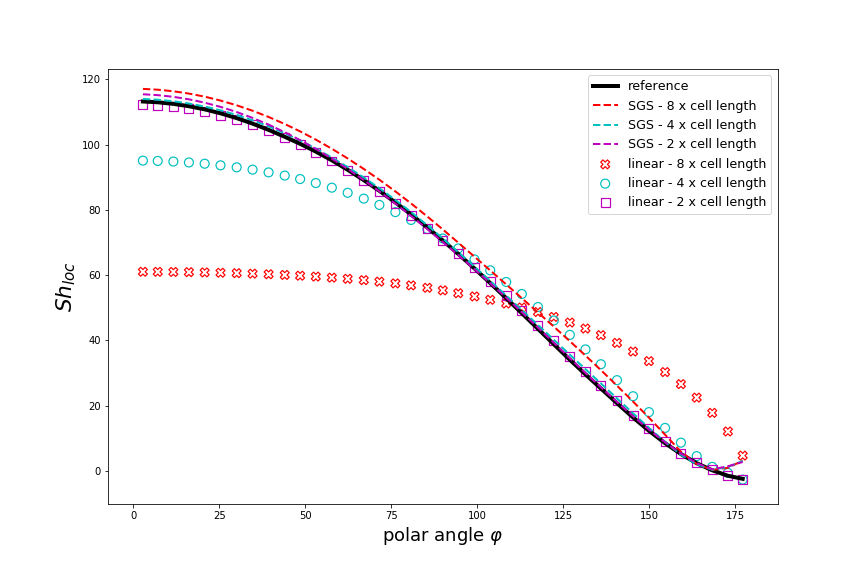 120
100
80
60
40
20
0
Sh_loc
0 25 50 75 100 125 150 175
polar angle φ
reference
SGS - 8 x cell length
SGS - 4 x cell length
SGS - 2 x cell length
linear - 8 x cell length
linear - 4 x cell length
linear - 2 x cell length